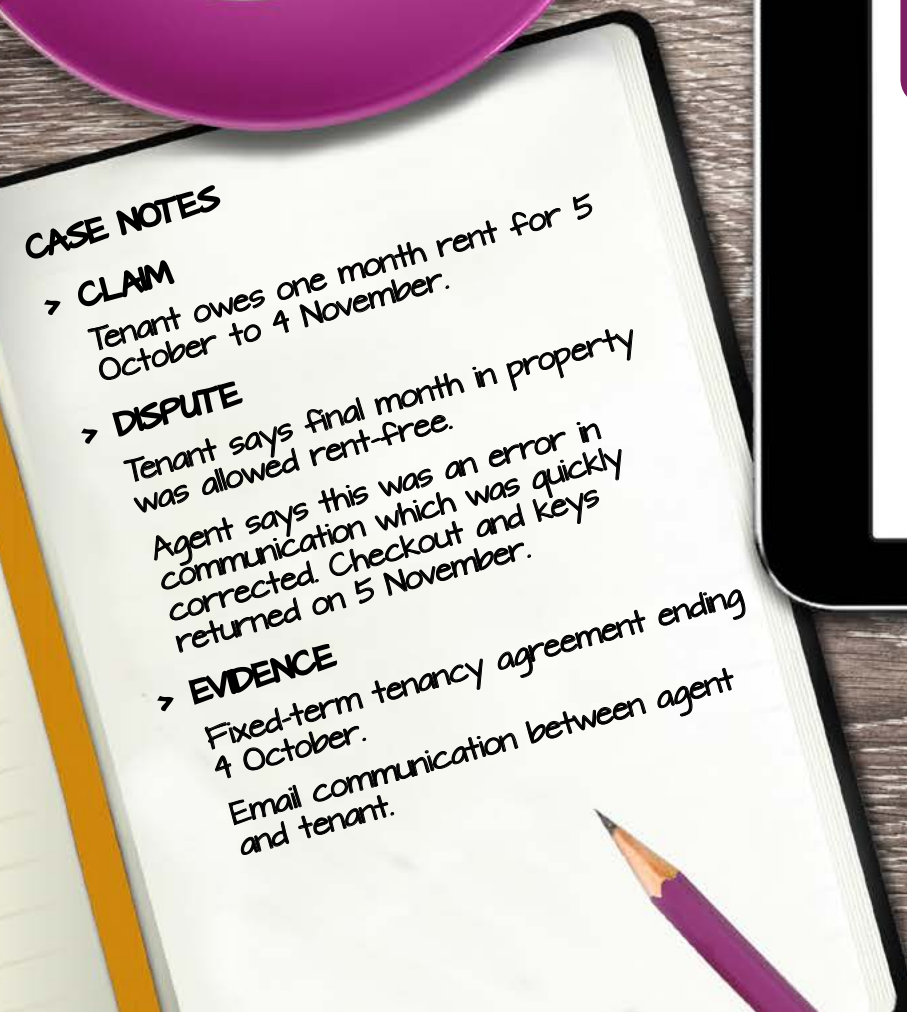 CASE NOTES
> CLAIM
Tenant owes one month rent for 5
October to 4 November.
> DISPUTE
Tenant says final month in property
was allowed rent-free.
Agent says this was an error in
communication which was quickly
corrected. Checkout and keys
returned on 5 November.
> EVIDENCE
Fixed-term tenancy agreement ending
4 October.
Email communication between agent
and tenant.